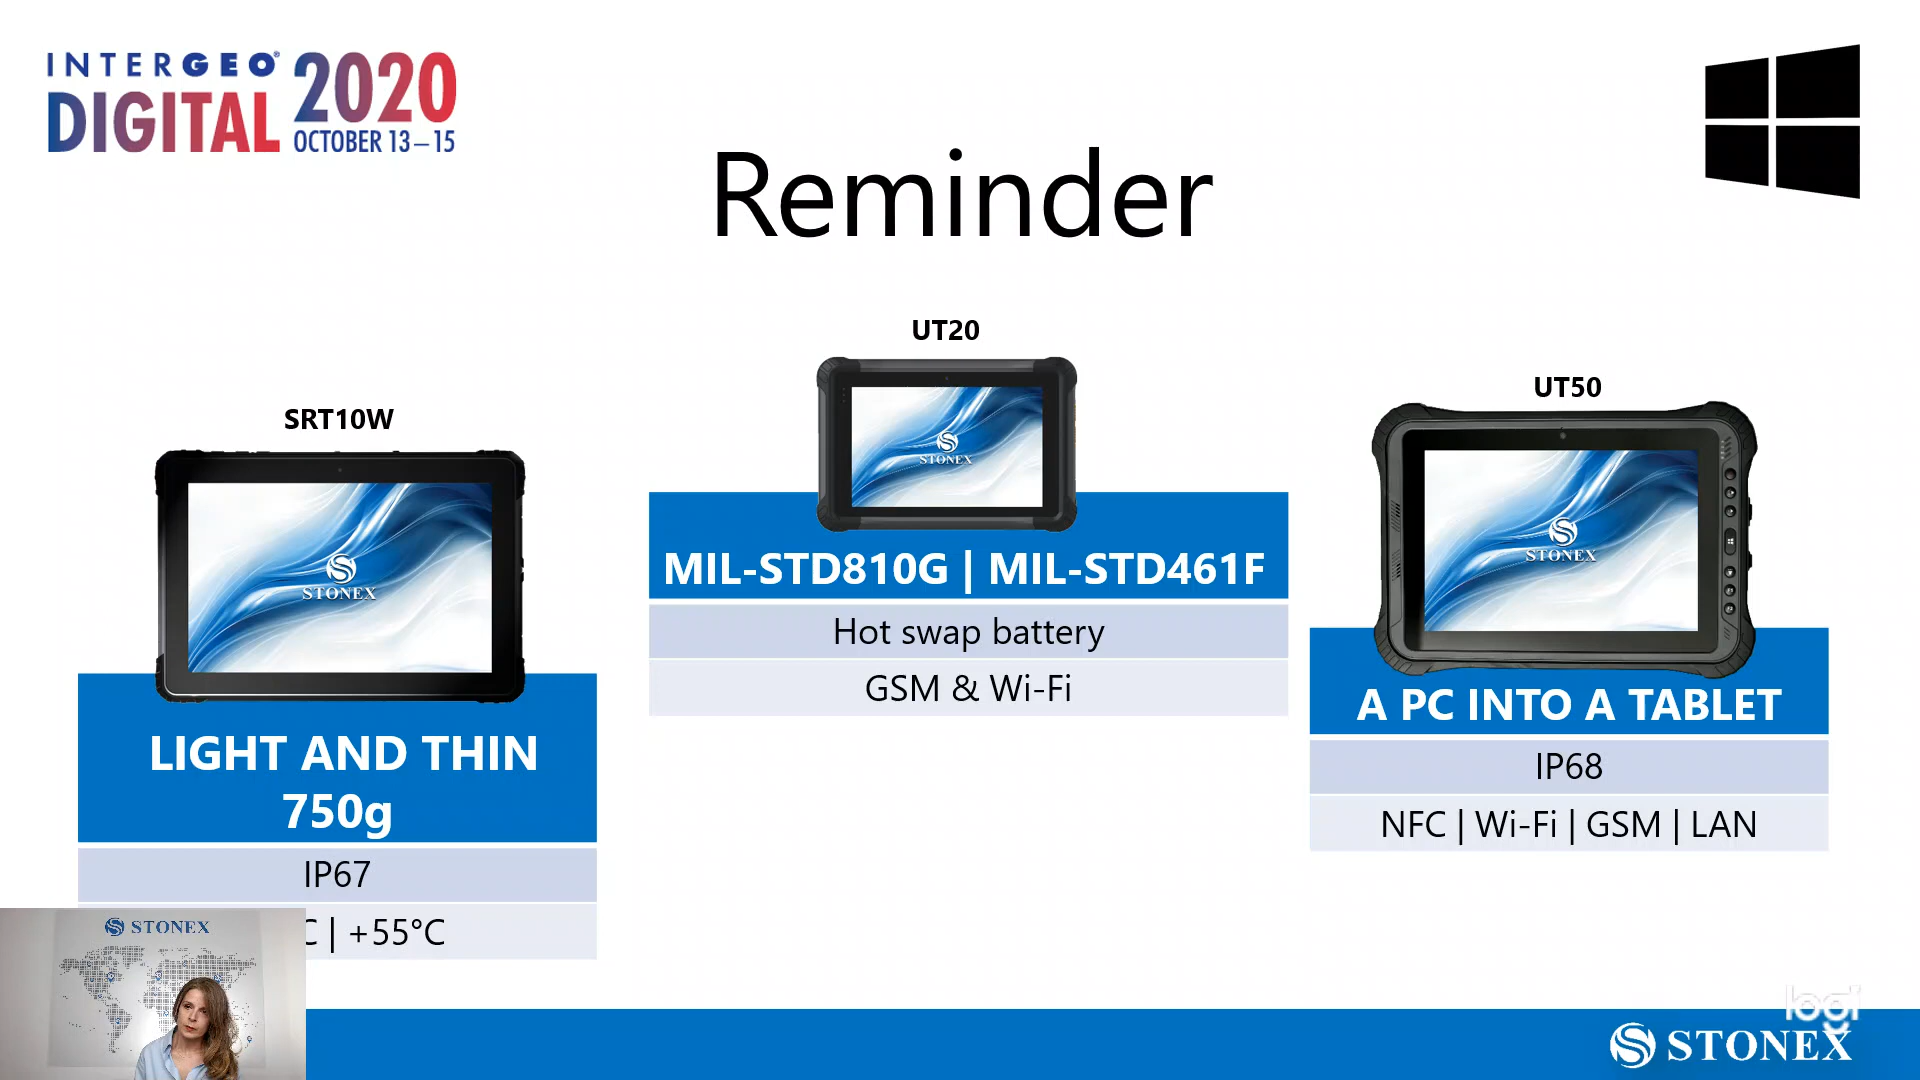 INTERGEO® 2020
DIGITAL OCTOBER 13–15
Reminder
SRT10W
STONEX
LIGHT AND THIN
750g
IP67
C | +55°C
UT20
STONEX
MIL-STD810G | MIL-STD461F
Hot swap battery
GSM & Wi-Fi
UT50
STONEX
A PC INTO A TABLET
IP68
NFC | Wi-Fi | GSM | LAN
STONEX
logi
STONEX